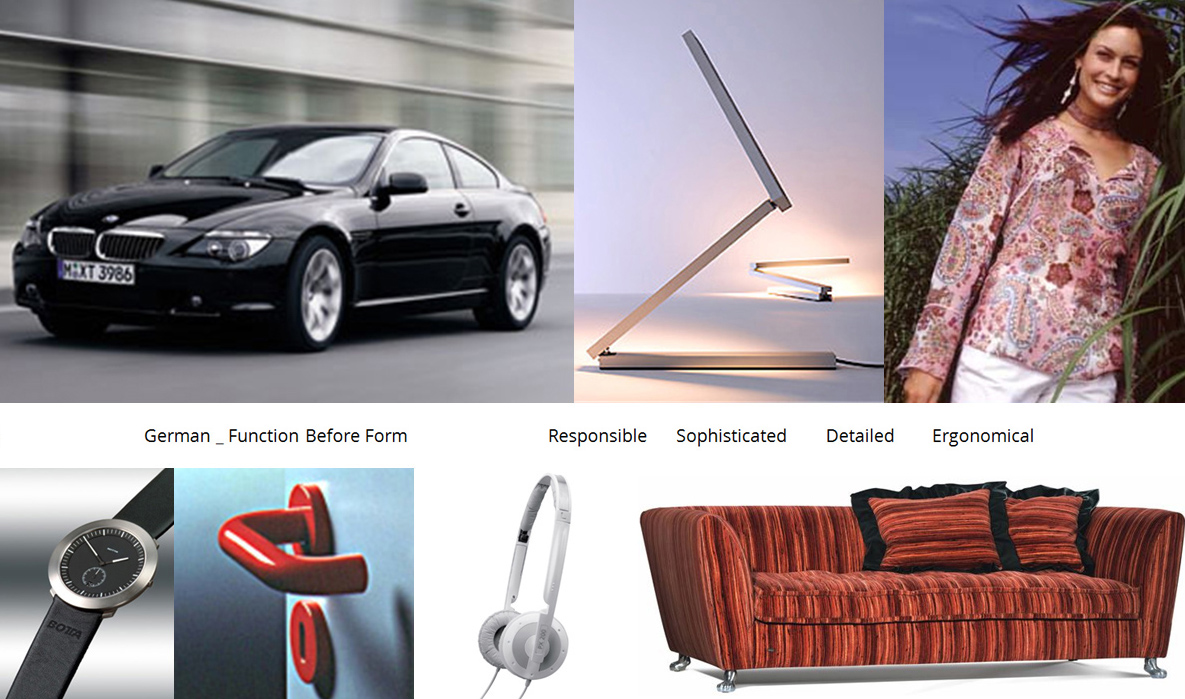 M XT 3986
German _ Function Before Form
Responsible Sophisticated Detailed Ergonomical
BOTTA